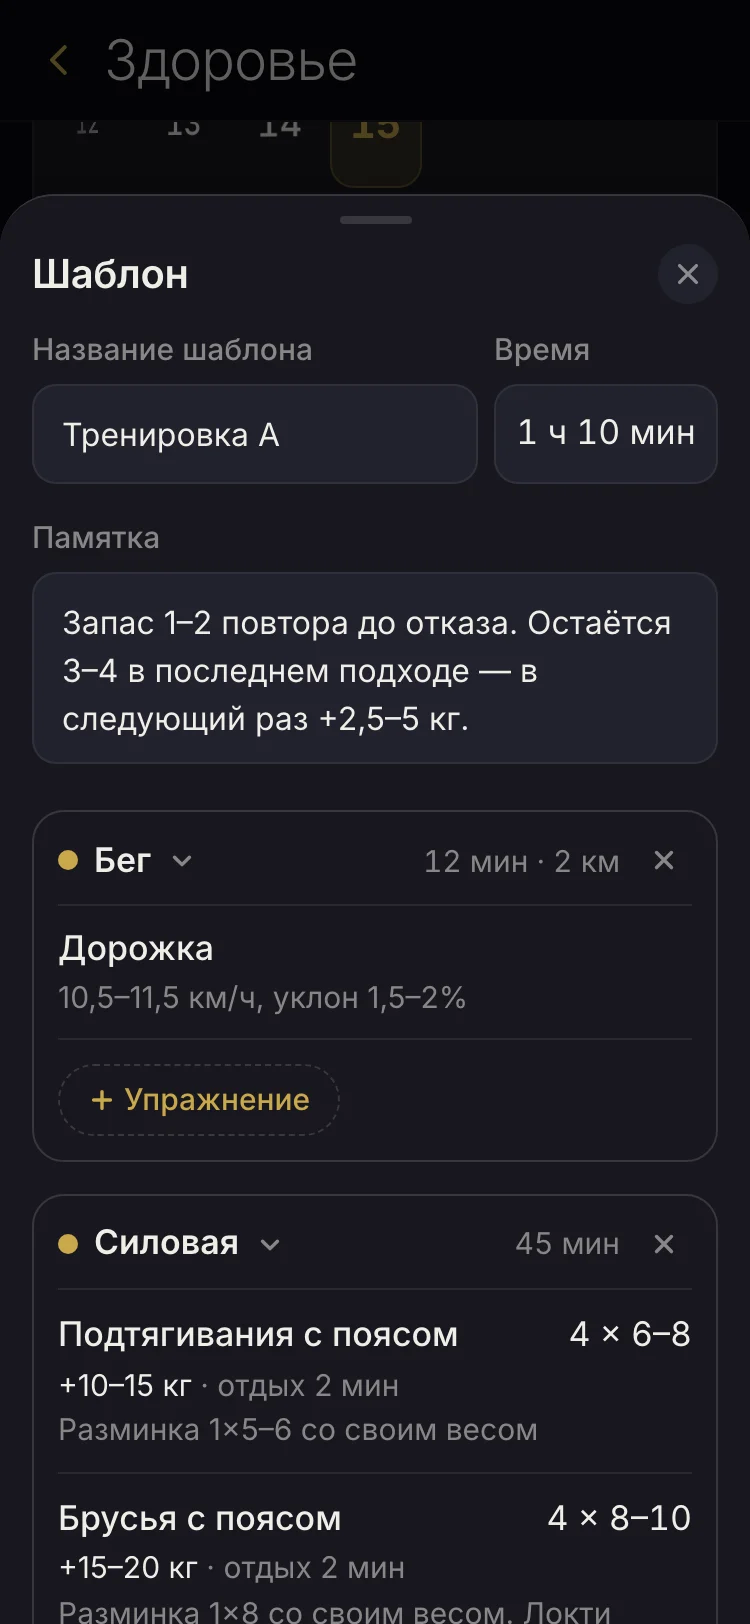 Здоровье
12 13 14 15
Шаблон
Название шаблона Время
Тренировка А 1 ч 10 мин
Памятка
Запас 1–2 повтора до отказа. Остаётся
3–4 в последнем подходе — в
следующий раз +2,5–5 кг.
Бег 12 мин · 2 км
Дорожка
10,5–11,5 км/ч, уклон 1,5–2%
+ Упражнение
Силовая 45 мин
Подтягивания с поясом 4 × 6–8
+10–15 кг · отдых 2 мин
Разминка 1×5–6 со своим весом
Брусья с поясом 4 × 8–10
+15–20 кг · отдых 2 мин
Разминка 1×8 со своим весом. Локти